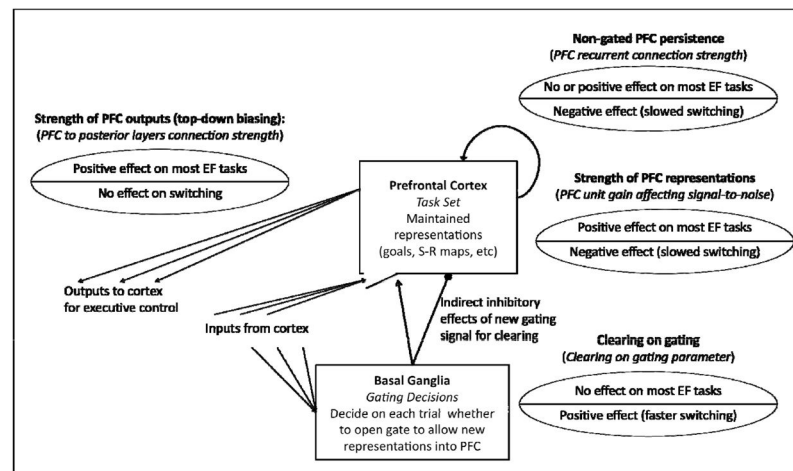 Non-gated PFC persistence
(PFC recurrent connection strength)
No or positive effect on most EF tasks
Negative effect (slowed switching)
Strength of PFC outputs (top-down biasing):
(PFC to posterior layers connection strength)
Positive effect on most EF tasks
No effect on switching
Prefrontal Cortex
Task Set
Maintained
representations
(goals, S-R maps, etc)
Strength of PFC representations
(PFC unit gain affecting signal-to-noise)
Positive effect on most EF tasks
Negative effect (slowed switching)
Outputs to cortex
for executive control
Inputs from cortex
Indirect inhibitory
effects of new gating
signal for clearing
Basal Ganglia
Gating Decisions
Decide on each trial whether
to open gate to allow new
representations into PFC
Clearing on gating
(Clearing on gating parameter)
No effect on most EF tasks
Positive effect (faster switching)